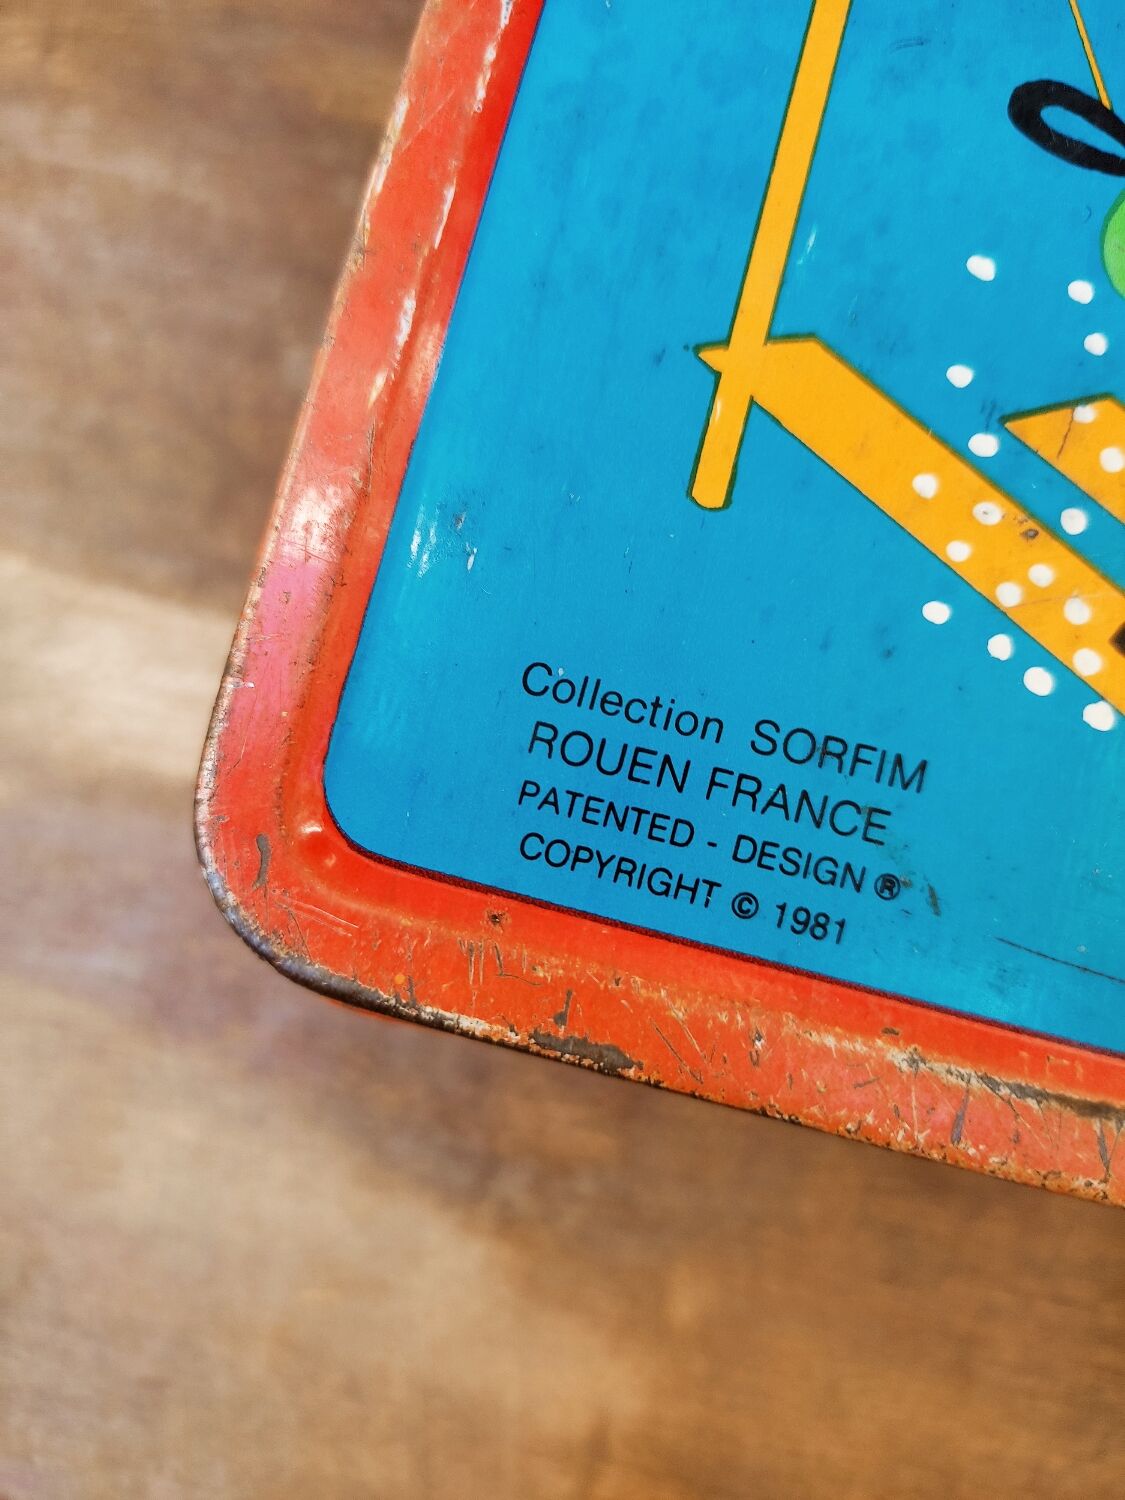 Collection SORFIM
ROUEN FRANCE
PATENTED - DESIGN ®
COPYRIGHT © 1981